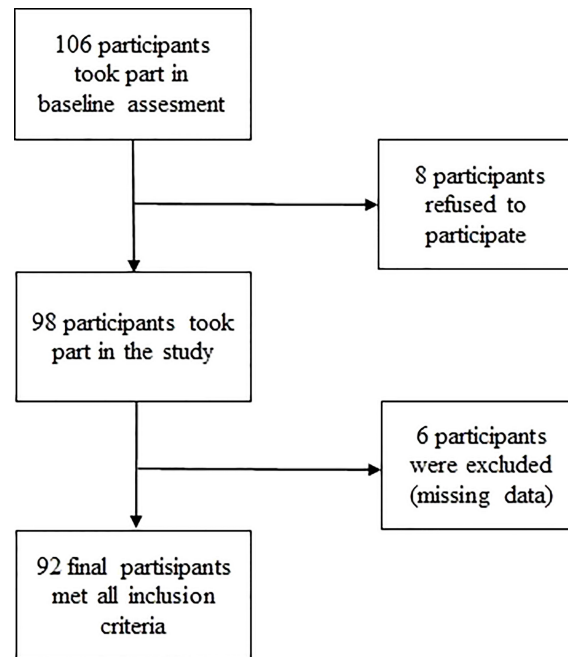 106 participants
took part in
baseline assesment
8 participants
refused to
participate
98 participants took
part in the study
6 participants
were excluded
(missing data)
92 final partisipants
met all inclusion
criteria